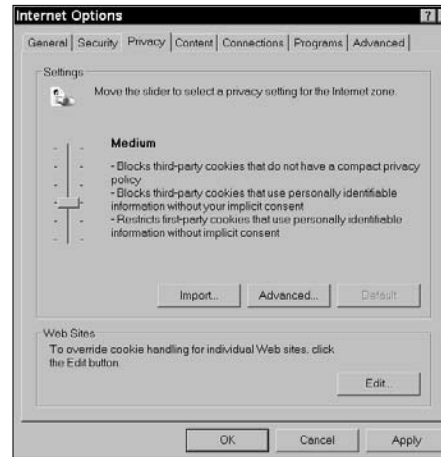 Internet Options
?
General Security Privacy Content Connections Programs Advanced
Settings
Move the slider to select a privacy setting for the Internet zone.
Medium
- Blocks third-party cookies that do not have a compact privacy
policy
- Blocks third-party cookies that use personally identifiable
information without your implicit consent
- Restricts first-party cookies that use personally identifiable
information without implicit consent
Import... Advanced... Default
Web Sites
To override cookie handling for individual Web sites, click
the Edit button
Edit...
OK Cancel Apply